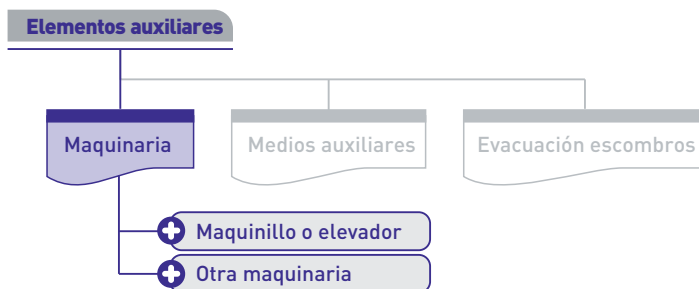 Elementos auxiliares
Maquinaria
Medios auxiliares
Evacuación escombros
Maquinillo o elevador
Otra maquinaria